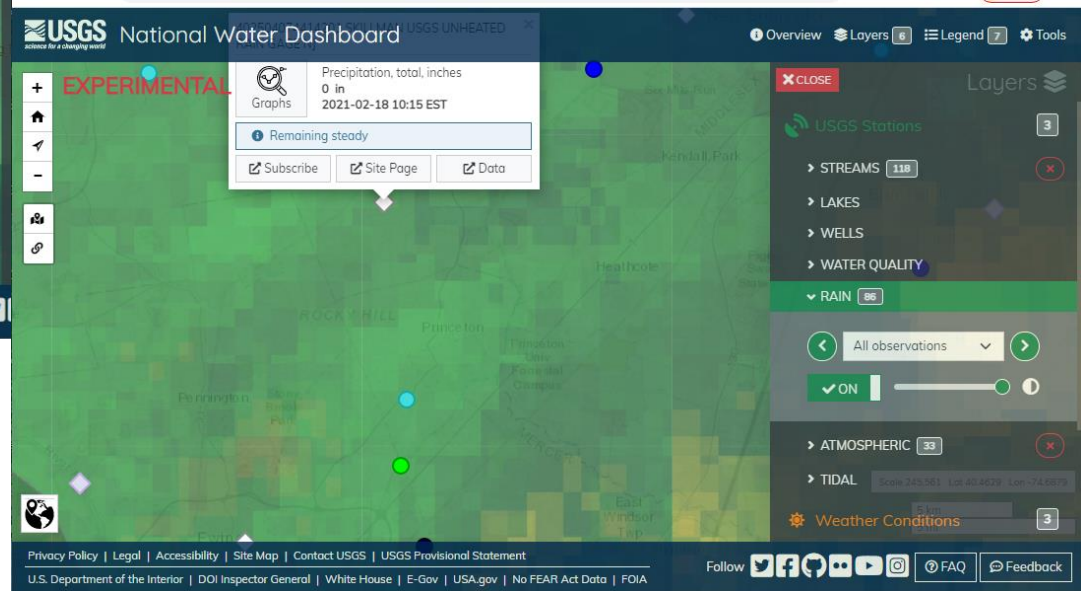 USGS
science for a changing world
National Water Dashboard
Overview
Layers 6
Legend 7
Tools
SKILLMAN USGS UNHEATED
EXPERIMENTAL
Graphs
Precipitation, total, inches
0 in
2021-02-18 10:15 EST
Remaining steady
Subscribe
Site Page
Data
CLOSE
Layers
USGS Stations 3
STREAMS 118
LAKES
WELLS
WATER QUALITY
RAIN 86
All observations
ON
ATMOSPHERIC 33
TIDAL
Weather Conditions 3
Kendall Park
Heathcote
ROCKY HILL
Princeton
Pennington
East
Windsor
Twp
Privacy Policy | Legal | Accessibility | Site Map | Contact USGS | USGS Provisional Statement
U.S. Department of the Interior | DOI Inspector General | White House | E-Gov | USA.gov | No FEAR Act Data | FOIA
Follow
FAQ
Feedback